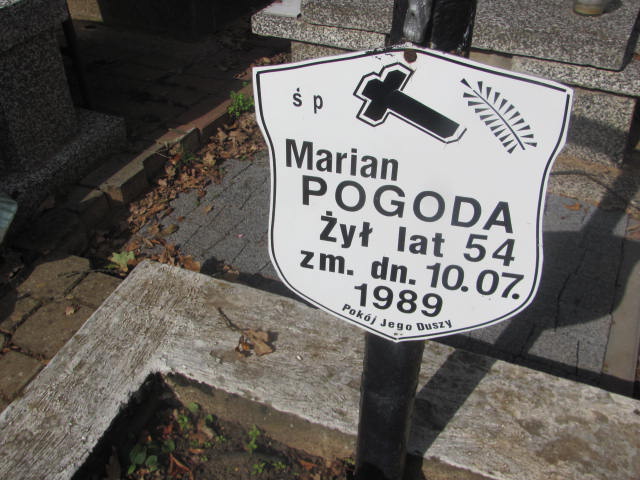 ś p
Marian
POGODA
Żył lat 54
zm. dn. 10.07.
1989
Pokój Jego Duszy